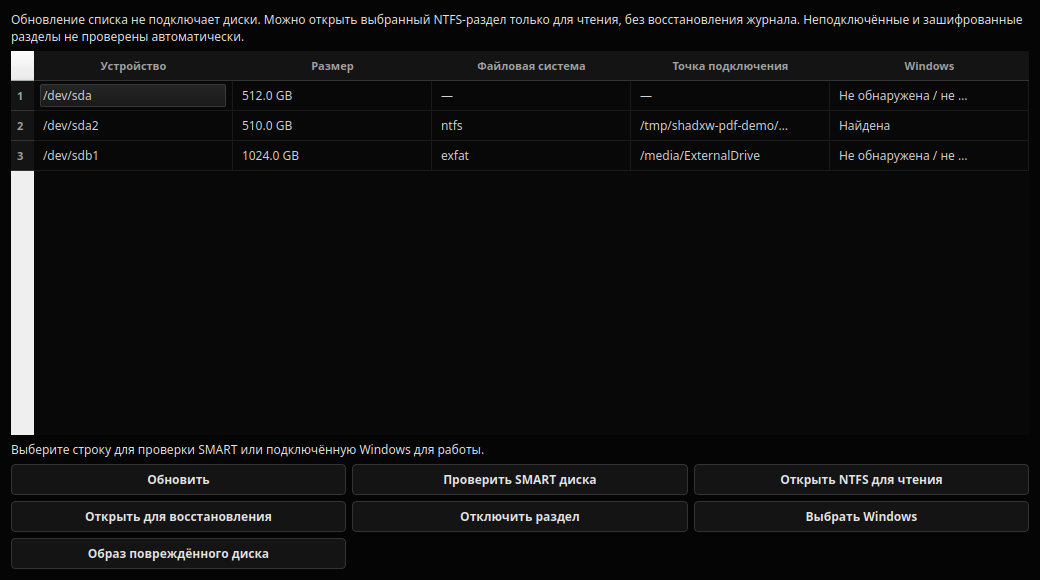 Обновление списка не подключает диски. Можно открыть выбранный NTFS-раздел только для чтения, без восстановления журнала. Неподключённые и зашифрованные
разделы не проверены автоматически.
Устройство Размер Файловая система Точка подключения Windows
1 /dev/sda 512.0 GB — — Не обнаружена / не ...
2 /dev/sda2 510.0 GB ntfs /tmp/shadxw-pdf-demo/... Найдена
3 /dev/sdb1 1024.0 GB exfat /media/ExternalDrive Не обнаружена / не ...
Выберите строку для проверки SMART или подключённую Windows для работы.
Обновить Проверить SMART диска Открыть NTFS для чтения
Открыть для восстановления Отключить раздел Выбрать Windows
Образ повреждённого диска